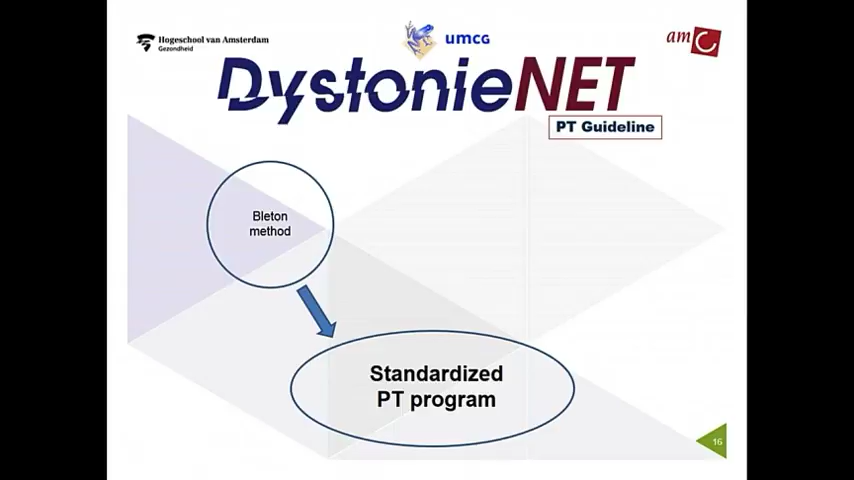 Hogeschool van Amsterdam
Gezondheid
umcg
amc
DystonieNET
PT Guideline
Bleton
method
Standardized
PT program
16